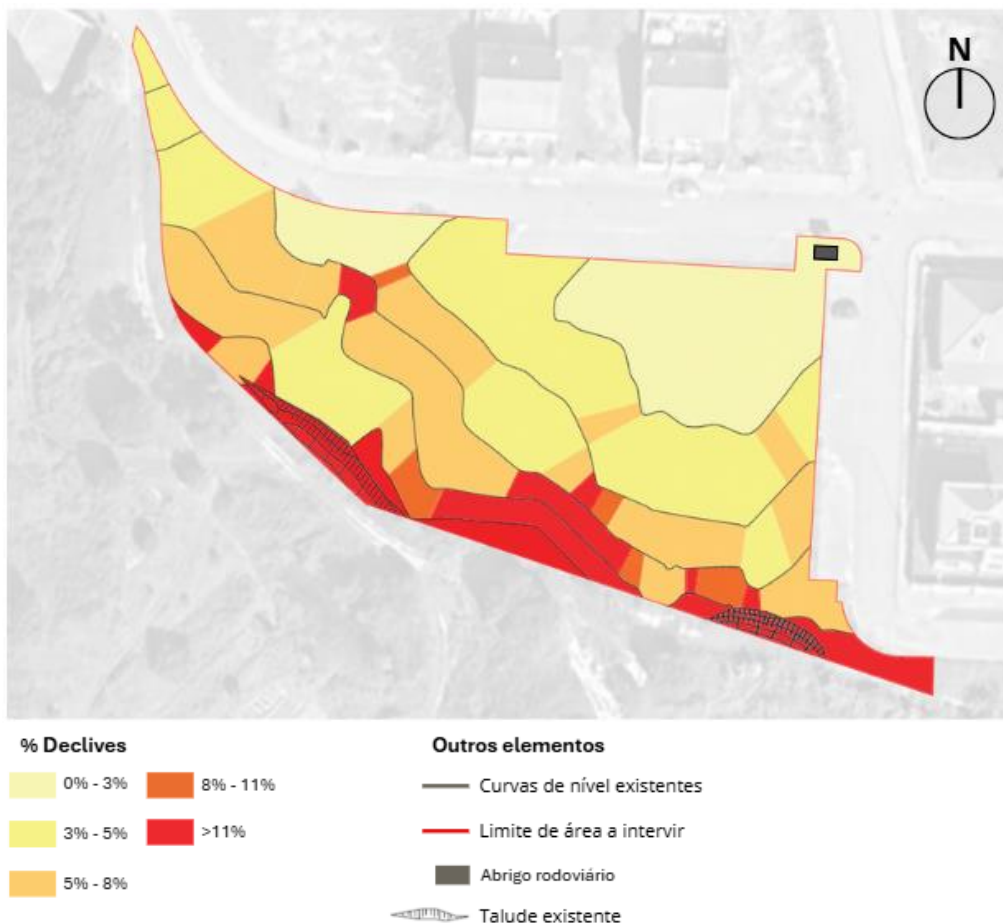 N
% Declives
0% - 3%
3% - 5%
5% - 8%
8% - 11%
>11%
Outros elementos
Curvas de nível existentes
Limite de área a intervir
Abrigo rodoviário
Talude existente